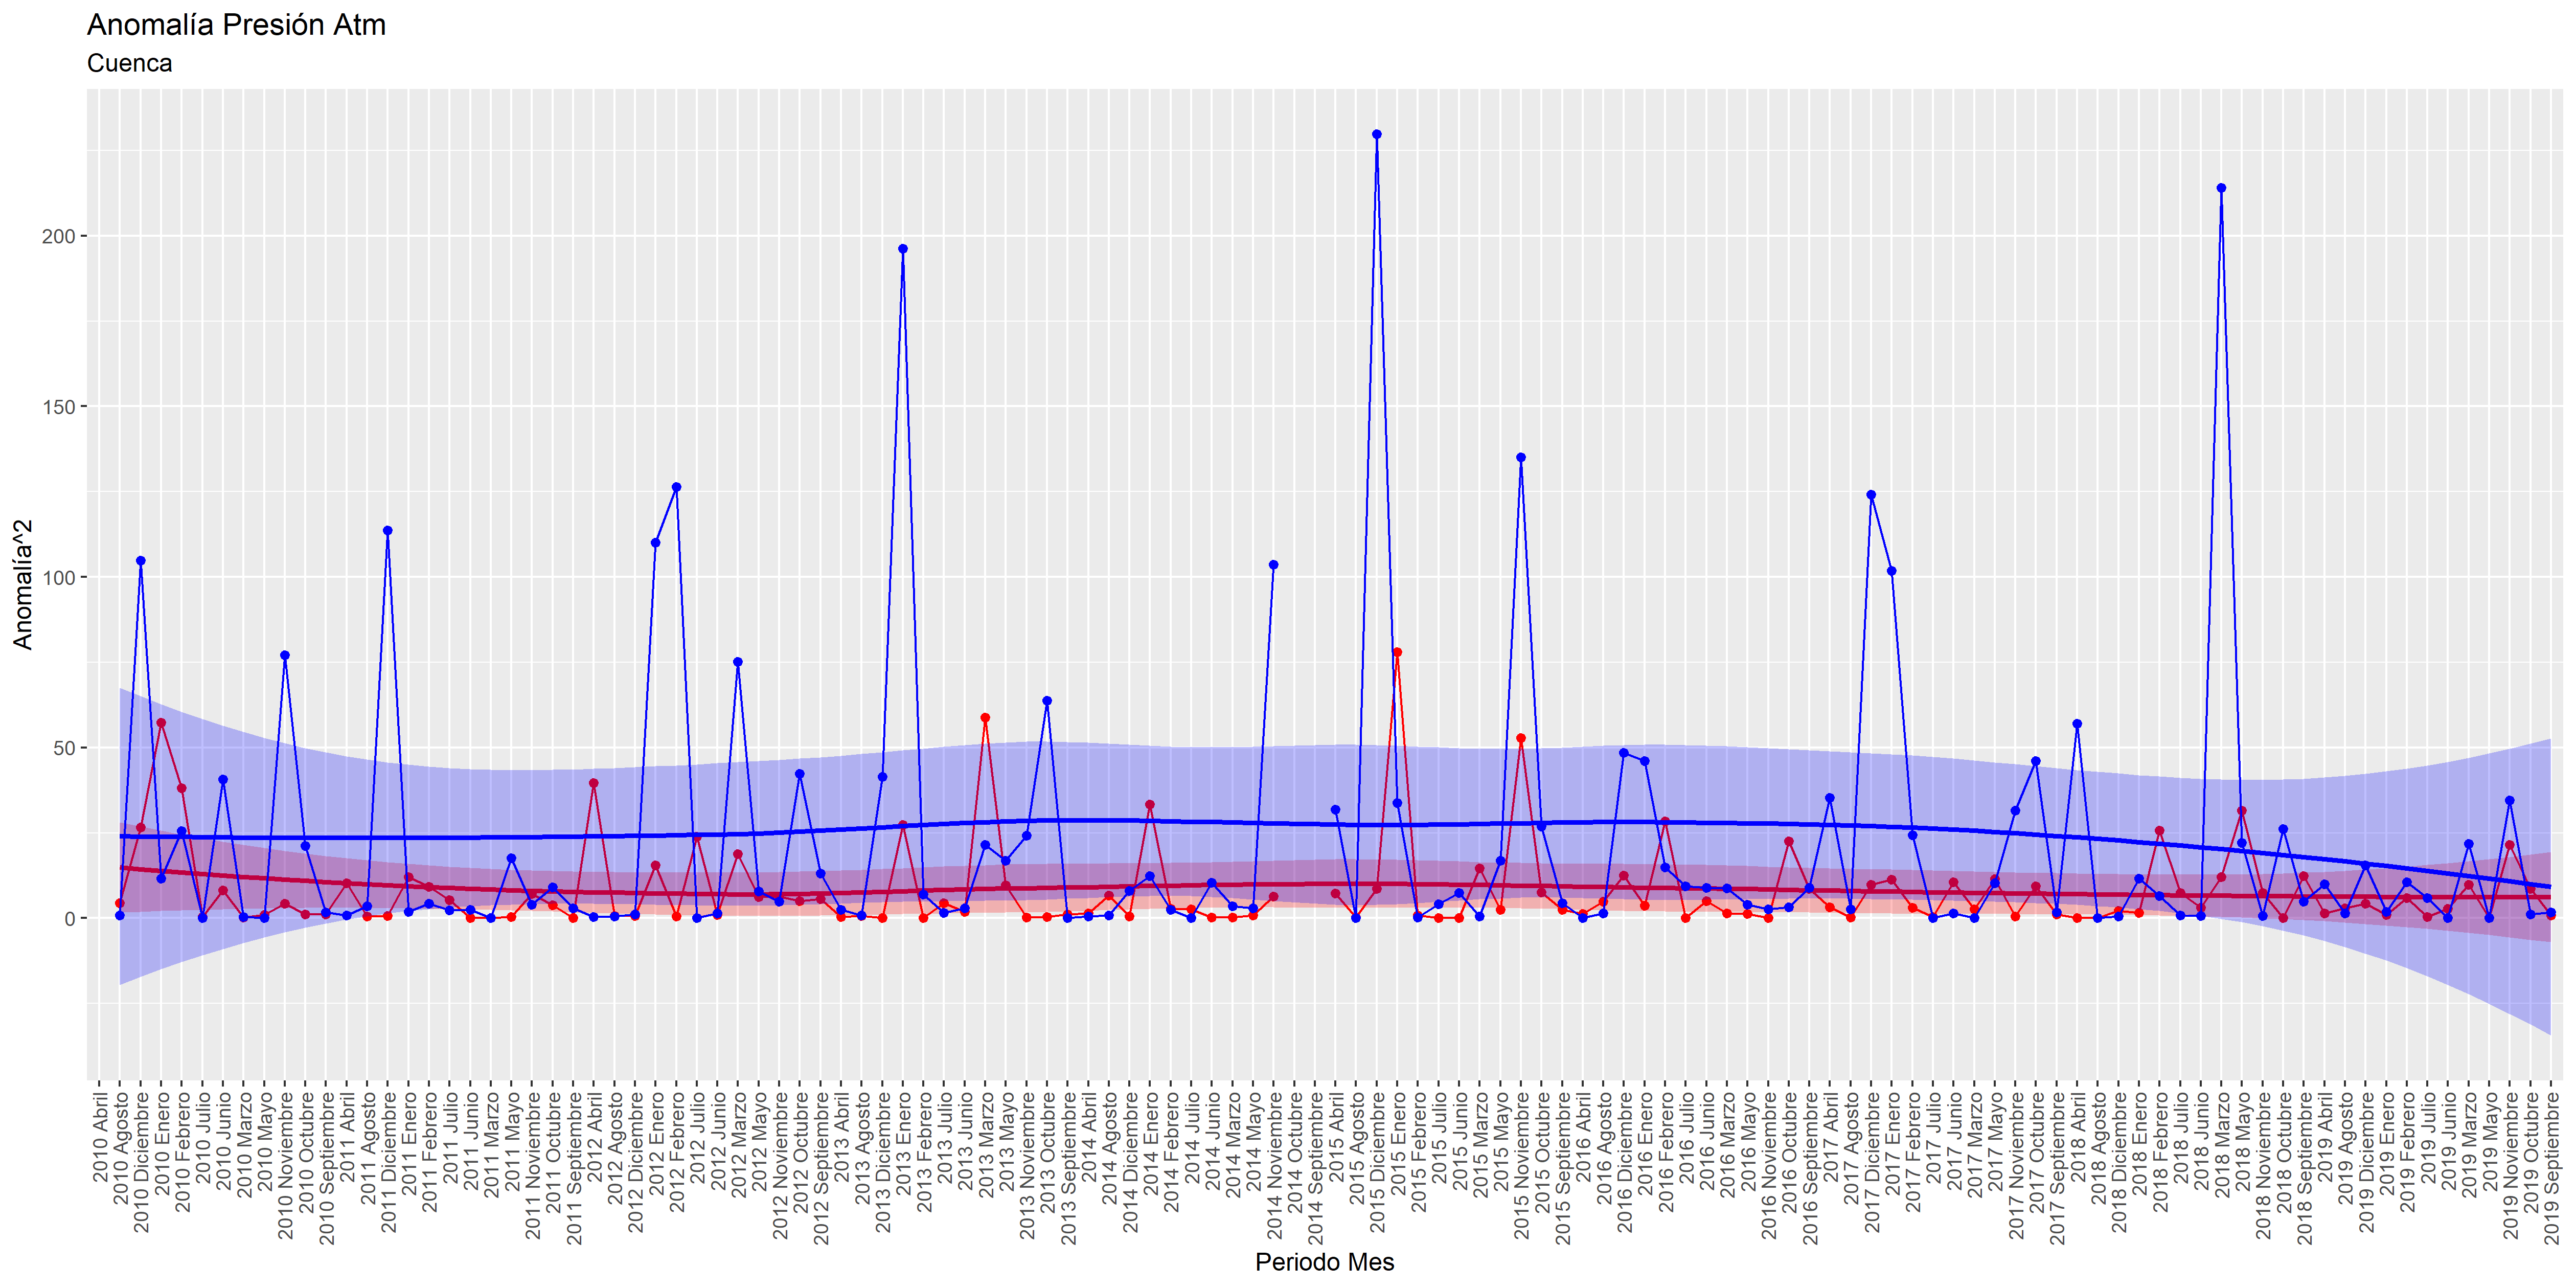 Anomalía Presión Atm
Cuenca
Anomalía^2
200
150
100
50
0
2010 Abril
2010 Agosto
2010 Diciembre
2010 Enero
2010 Febrero
2010 Julio
2010 Junio
2010 Marzo
2010 Mayo
2010 Noviembre
2010 Octubre
2010 Septiembre
2011 Abril
2011 Agosto
2011 Diciembre
2011 Enero
2011 Febrero
2011 Julio
2011 Junio
2011 Marzo
2011 Mayo
2011 Noviembre
2011 Octubre
2011 Septiembre
2012 Abril
2012 Agosto
2012 Diciembre
2012 Enero
2012 Febrero
2012 Julio
2012 Junio
2012 Marzo
2012 Mayo
2012 Noviembre
2012 Octubre
2012 Septiembre
2013 Abril
2013 Agosto
2013 Diciembre
2013 Enero
2013 Febrero
2013 Julio
2013 Junio
2013 Marzo
2013 Mayo
2013 Noviembre
2013 Octubre
2013 Septiembre
2014 Abril
2014 Agosto
2014 Diciembre
2014 Enero
2014 Febrero
2014 Julio
2014 Junio
2014 Marzo
2014 Mayo
2014 Noviembre
2014 Octubre
2014 Septiembre
2015 Abril
2015 Agosto
2015 Diciembre
2015 Enero
2015 Febrero
2015 Julio
2015 Junio
2015 Marzo
2015 Mayo
2015 Noviembre
2015 Octubre
2015 Septiembre
2016 Abril
2016 Agosto
2016 Diciembre
2016 Enero
2016 Febrero
2016 Julio
2016 Junio
2016 Marzo
2016 Mayo
2016 Noviembre
2016 Octubre
2016 Septiembre
2017 Abril
2017 Agosto
2017 Diciembre
2017 Enero
2017 Febrero
2017 Julio
2017 Junio
2017 Marzo
2017 Mayo
2017 Noviembre
2017 Octubre
2017 Septiembre
2018 Abril
2018 Agosto
2018 Diciembre
2018 Enero
2018 Febrero
2018 Julio
2018 Junio
2018 Marzo
2018 Mayo
2018 Noviembre
2018 Octubre
2018 Septiembre
2019 Abril
2019 Agosto
2019 Diciembre
2019 Enero
2019 Febrero
2019 Julio
2019 Junio
2019 Marzo
2019 Mayo
2019 Noviembre
2019 Octubre
2019 Septiembre
Periodo Mes